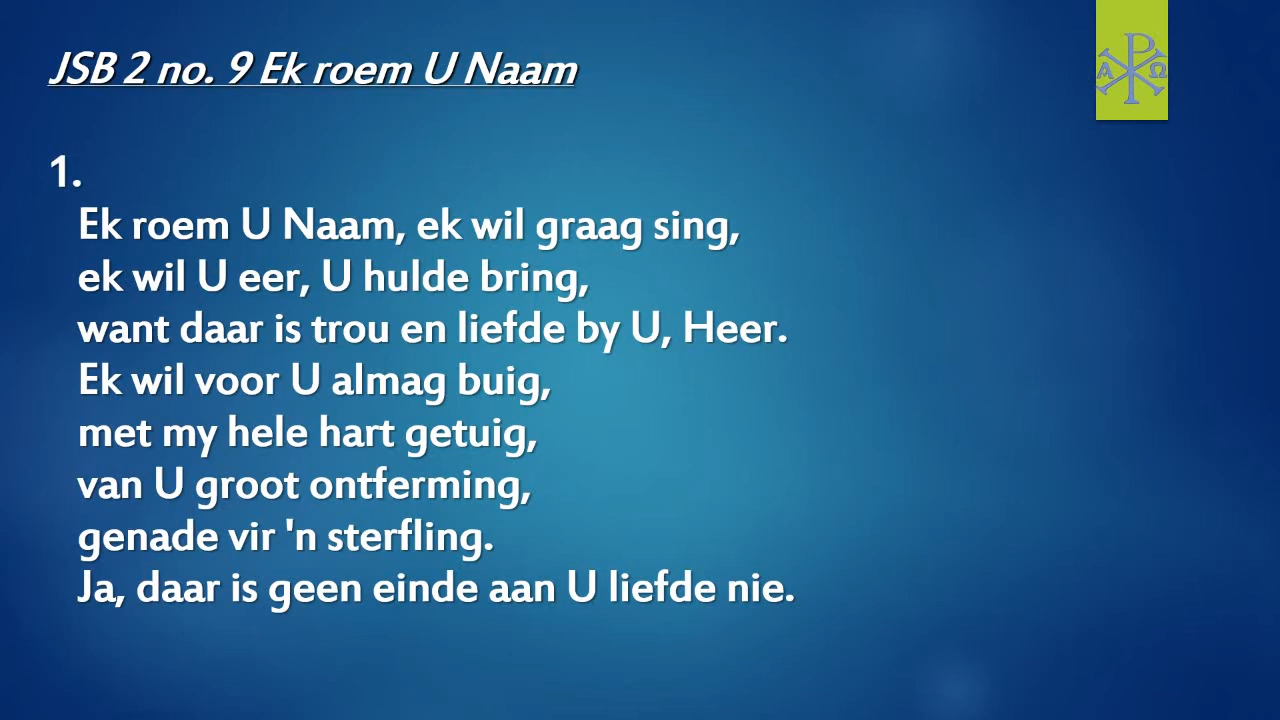 JSB 2 no. 9 Ek roem U Naam
Α Ω
1.
Ek roem U Naam, ek wil graag sing,
ek wil U eer, U hulde bring,
want daar is trou en liefde by U, Heer.
Ek wil voor U almag buig,
met my hele hart getuig,
van U groot ontferming,
genade vir 'n sterfling.
Ja, daar is geen einde aan U liefde nie.